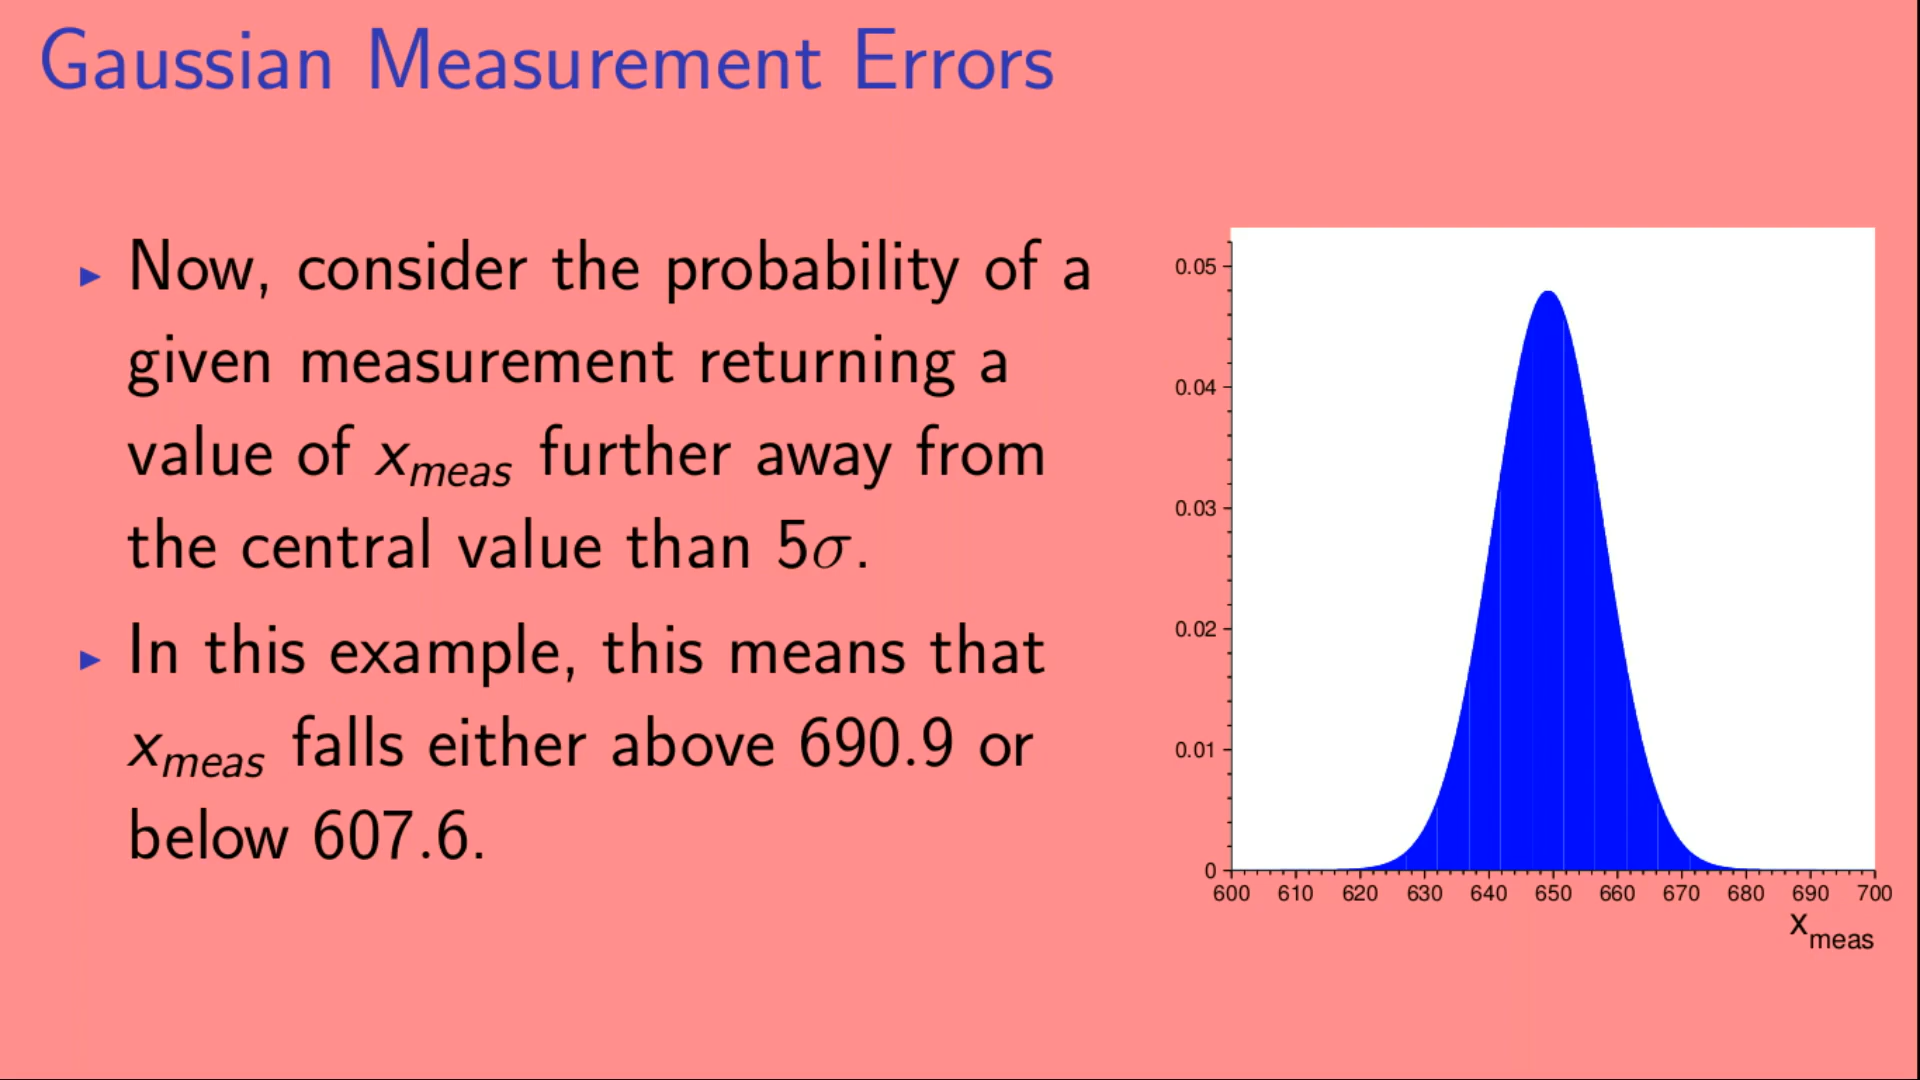 Gaussian Measurement Errors
▶ Now, consider the probability of a
given measurement returning a
value of x_meas further away from
the central value than 5σ.
▶ In this example, this means that
x_meas falls either above 690.9 or
below 607.6.
0.05
0.04
0.03
0.02
0.01
0
600 610 620 630 640 650 660 670 680 690 700
x_meas